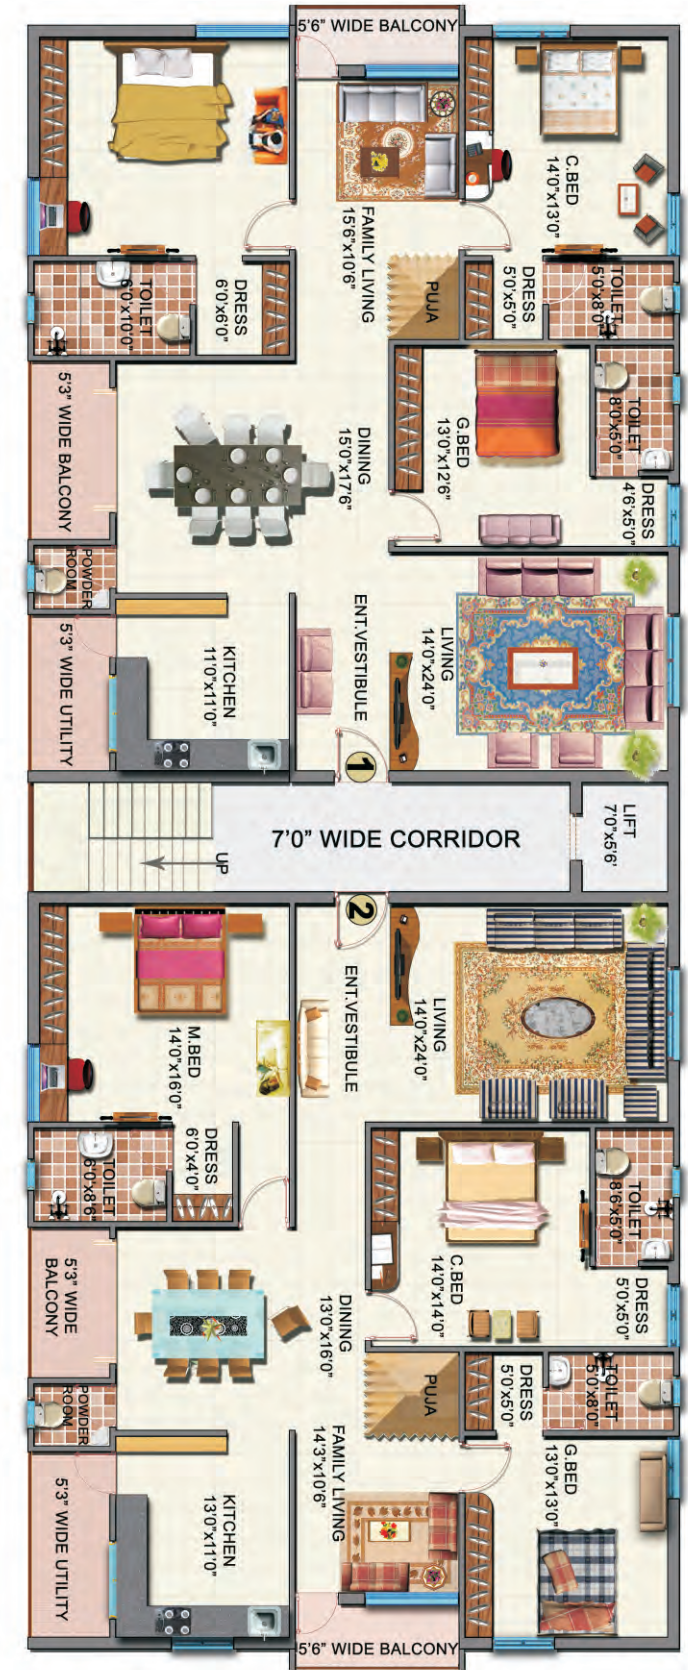 5'6" WIDE BALCONY
C.BED
14'0"x13'0"
FAMILY LIVING
15'6"x10'6"
PUJA
DRESS
5'0"x5'0"
TOILET
5'0"x8'0"
DRESS
6'0"x6'0"
TOILET
6'0"x10'0"
5'3" WIDE BALCONY
DINING
15'0"x17'6"
G.BED
13'0"x12'6"
TOILET
8'0"x5'0"
DRESS
4'6'x5'0"
POWDER
ROOM
5'3" WIDE UTILITY
KITCHEN
11'0"x11'0"
ENT.VESTIBULE
LIVING
14'0"x24'0"
1
UP
7'0" WIDE CORRIDOR
LIFT
7'0"x5'6'
2
M.BED
14'0"x16'0"
ENT.VESTIBULE
LIVING
14'0"x24'0"
DRESS
6'0"x4'0"
TOILET
6'0"x8'6"
TOILET
8'6"x5'0"
C.BED
14'0"x14'0"
DRESS
5'0"x5'0"
5'3" WIDE
BALCONY
DINING
13'0"x16'0"
PUJA
DRESS
5'0'x5'0"
TOILET
5'0'x8'0"
POWDER
ROOM
5'3" WIDE UTILITY
KITCHEN
13'0"x11'0"
FAMILY LIVING
14'3"x10'6"
G.BED
13'0"x13'0"
5'6" WIDE BALCONY